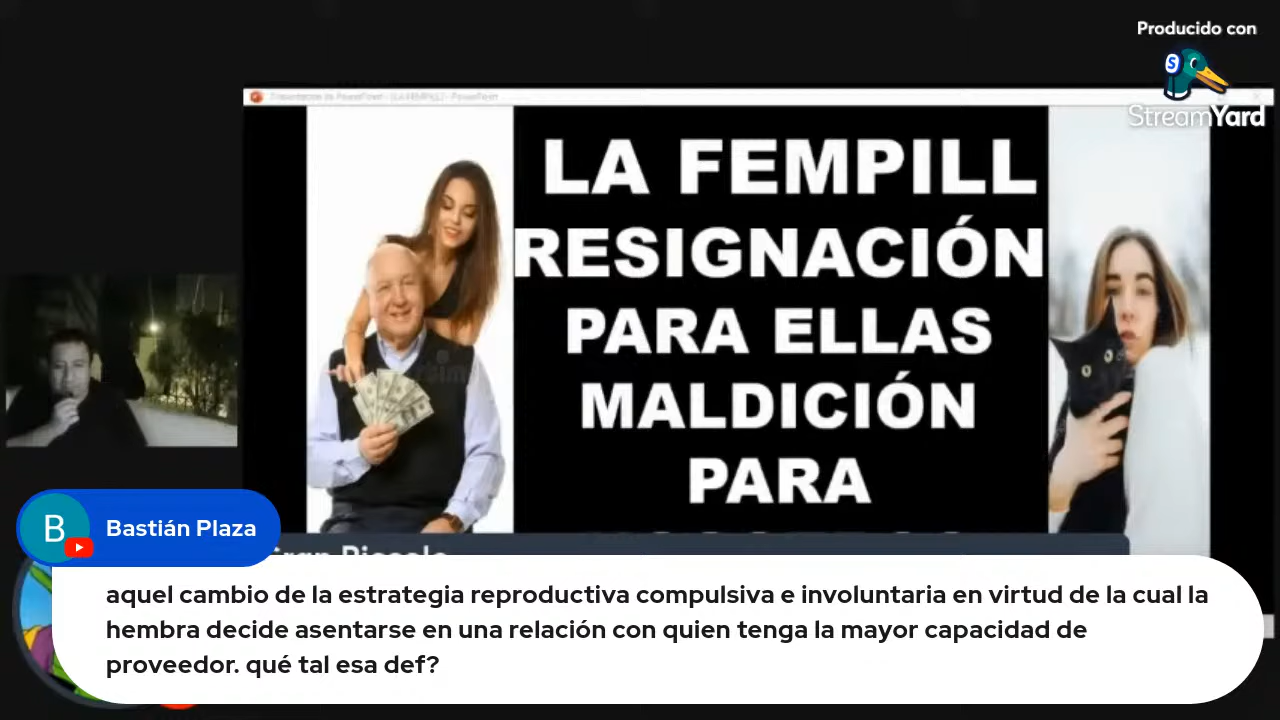 Producido con
StreamYard
LA FEMPILL
RESIGNACIÓN
PARA ELLAS
MALDICIÓN
PARA
Bastián Plaza
aquel cambio de la estrategia reproductiva compulsiva e involuntaria en virtud de la cual la
hembra decide asentarse en una relación con quien tenga la mayor capacidad de
proveedor. qué tal esa def?